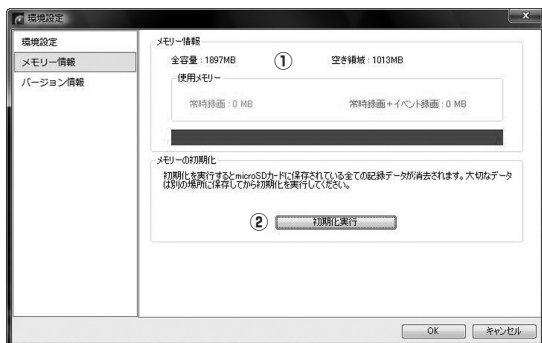 環境設定
x
環境設定
メモリー情報
バージョン情報
メモリー情報
全容量：1897MB
①
空き領域：1013MB
使用メモリー
常時録画：0 MB
常時録画＋イベント録画：0 MB
メモリーの初期化
初期化を実行するとmicroSDカードに保存されている全ての記録データが消去されます。大切なデータ
は別の場所に保存してから初期化を実行してください。
② 初期化実行
OK
キャンセル